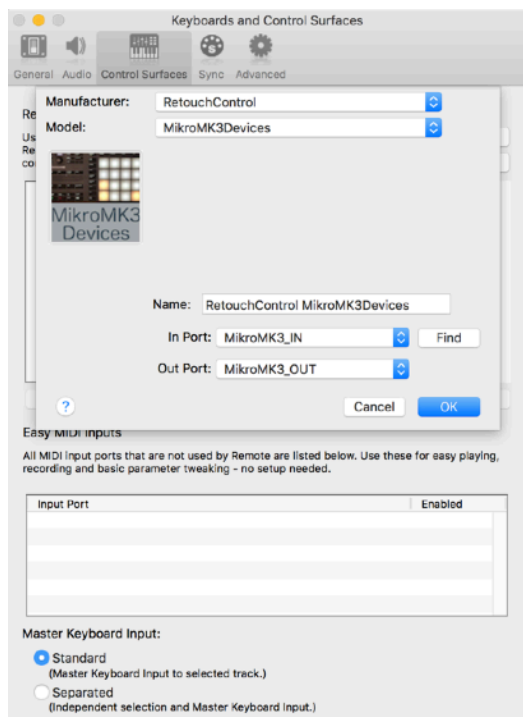 Keyboards and Control Surfaces
General Audio Control Surfaces Sync Advanced
Manufacturer: RetouchControl
Re
Model: MikroMK3Devices
Us
Re
co
MikroMK3
Devices
Name: RetouchControl MikroMK3Devices
In Port: MikroMK3_IN Find
Out Port: MikroMK3_OUT
? Cancel OK
Easy MIDI Inputs
All MIDI input ports that are not used by Remote are listed below. Use these for easy playing,
recording and basic parameter tweaking - no setup needed.
Input Port Enabled
Master Keyboard Input:
Standard
(Master Keyboard Input to selected track.)
Separated
(Independent selection and Master Keyboard Input.)